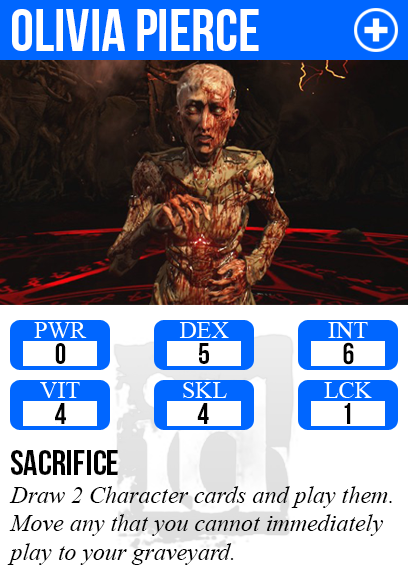 OLIVIA PIERCE
PWR
0
DEX
5
INT
6
VIT
4
SKL
4
LCK
1
SACRIFICE
Draw 2 Character cards and play them.
Move any that you cannot immediately
play to your graveyard.